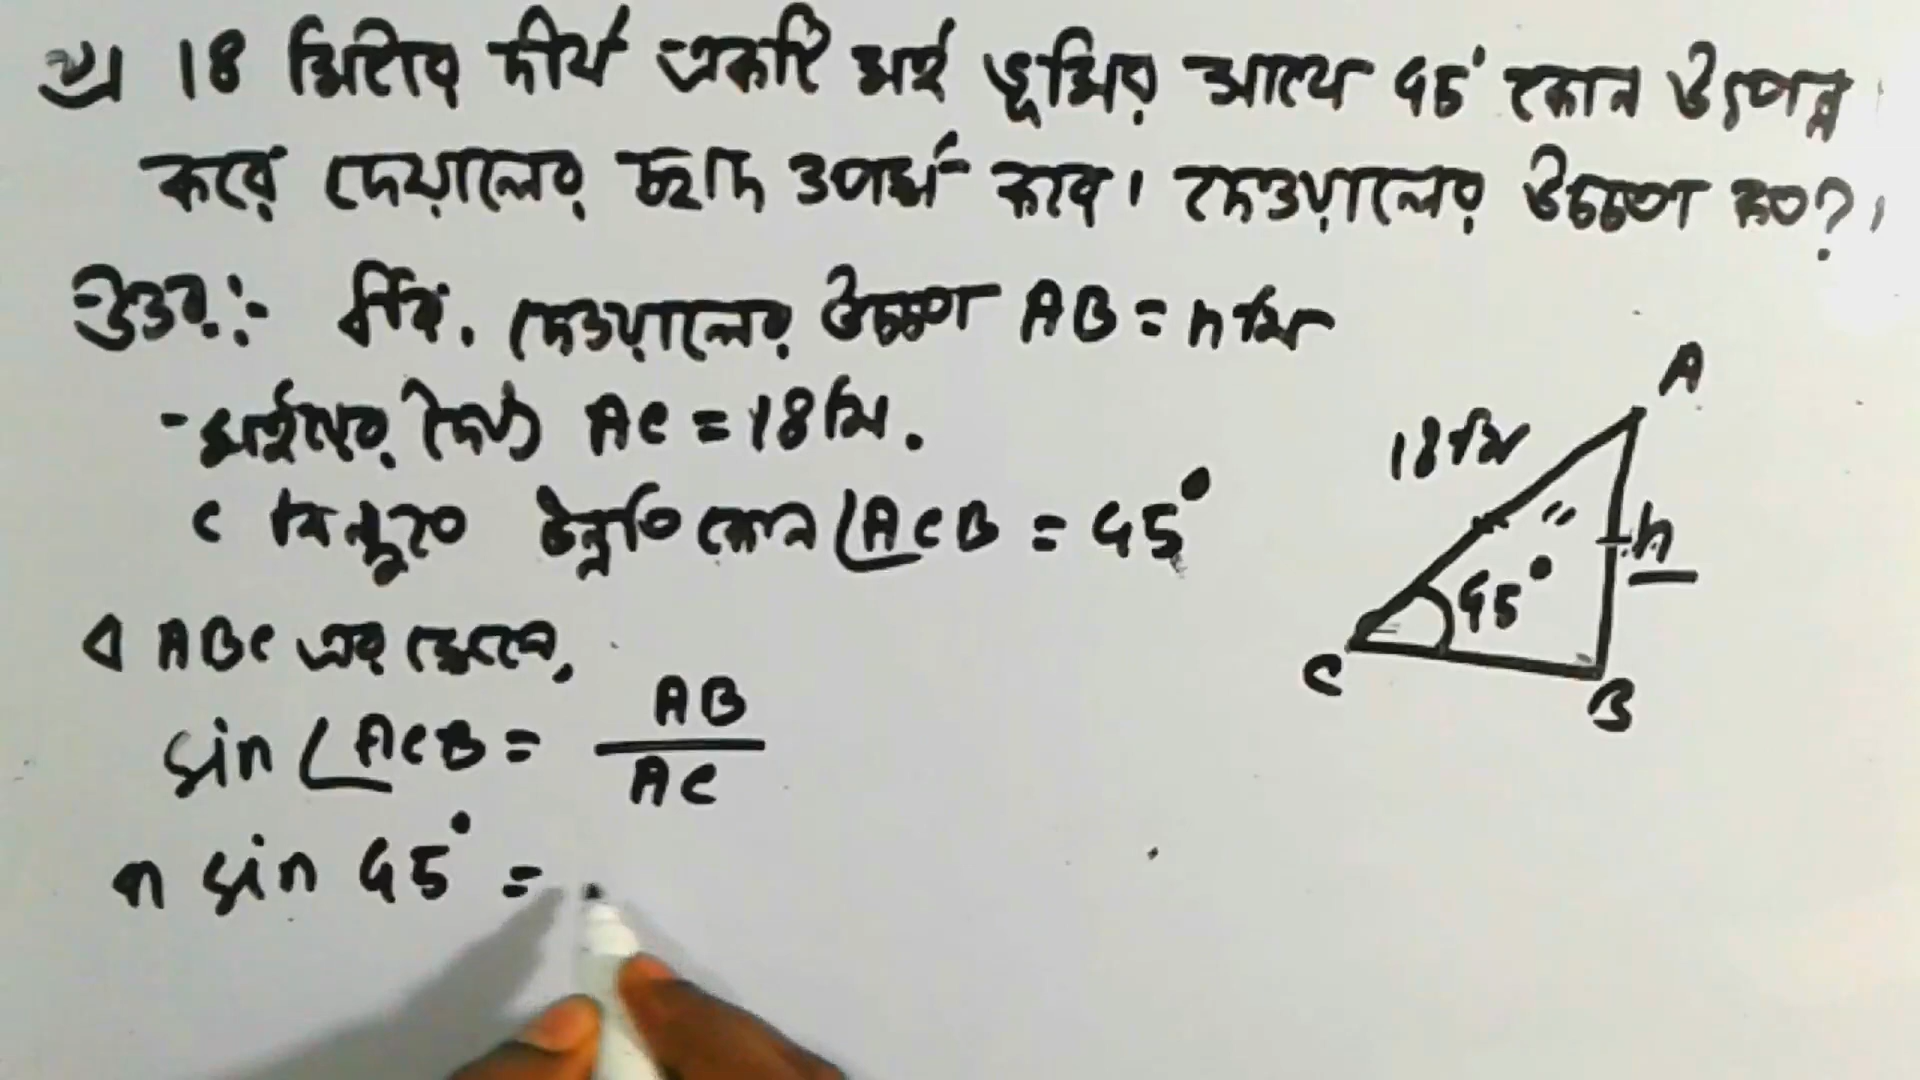 খ) 18 মিটার দীর্ঘ একটি মই ভূমির সাথে 45° কোন উৎপন্ন
করে দেয়ালের ছাদ স্পর্শ করে। দেওয়ালের উচ্চতা কত?।
উত্তর:- ধরি, দেওয়ালের উচ্চতা AB = h মি
মইয়ের দৈর্ঘ্য AC = 18 মি.
C বিন্দুতে উন্নতি কোন ∠ACB = 45°
18 মি
A
h
45°
C
B
∆ ABC এর ক্ষেত্রে,
sin ∠ACB = AB / AC
বা sin 45° =